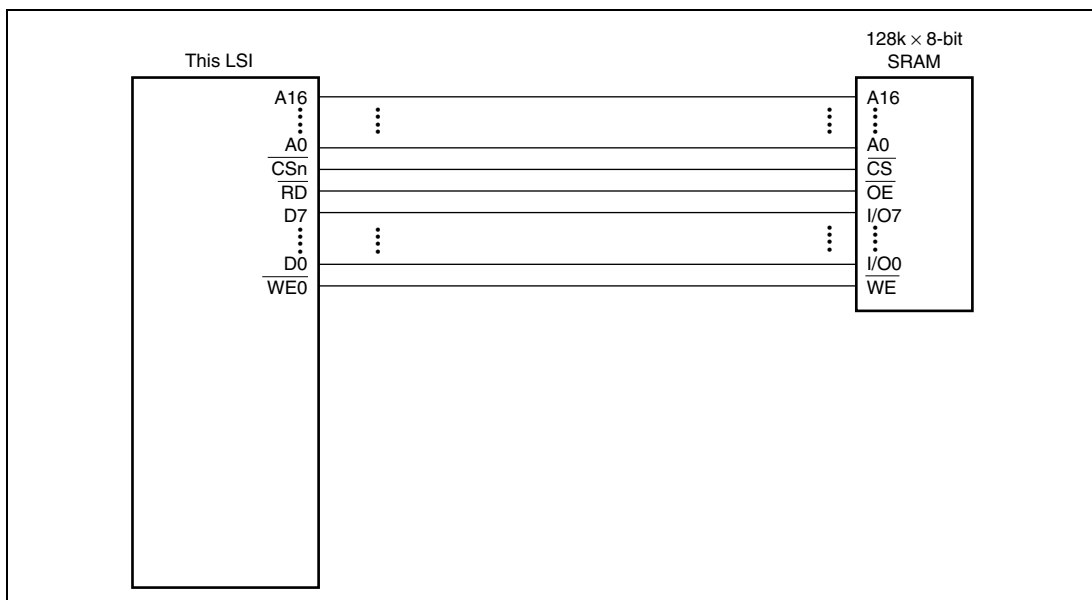 This LSI
A16
A0
CSn
RD
D7
D0
WE0
128k × 8-bit
SRAM
A16
A0
CS
OE
I/O7
I/O0
WE